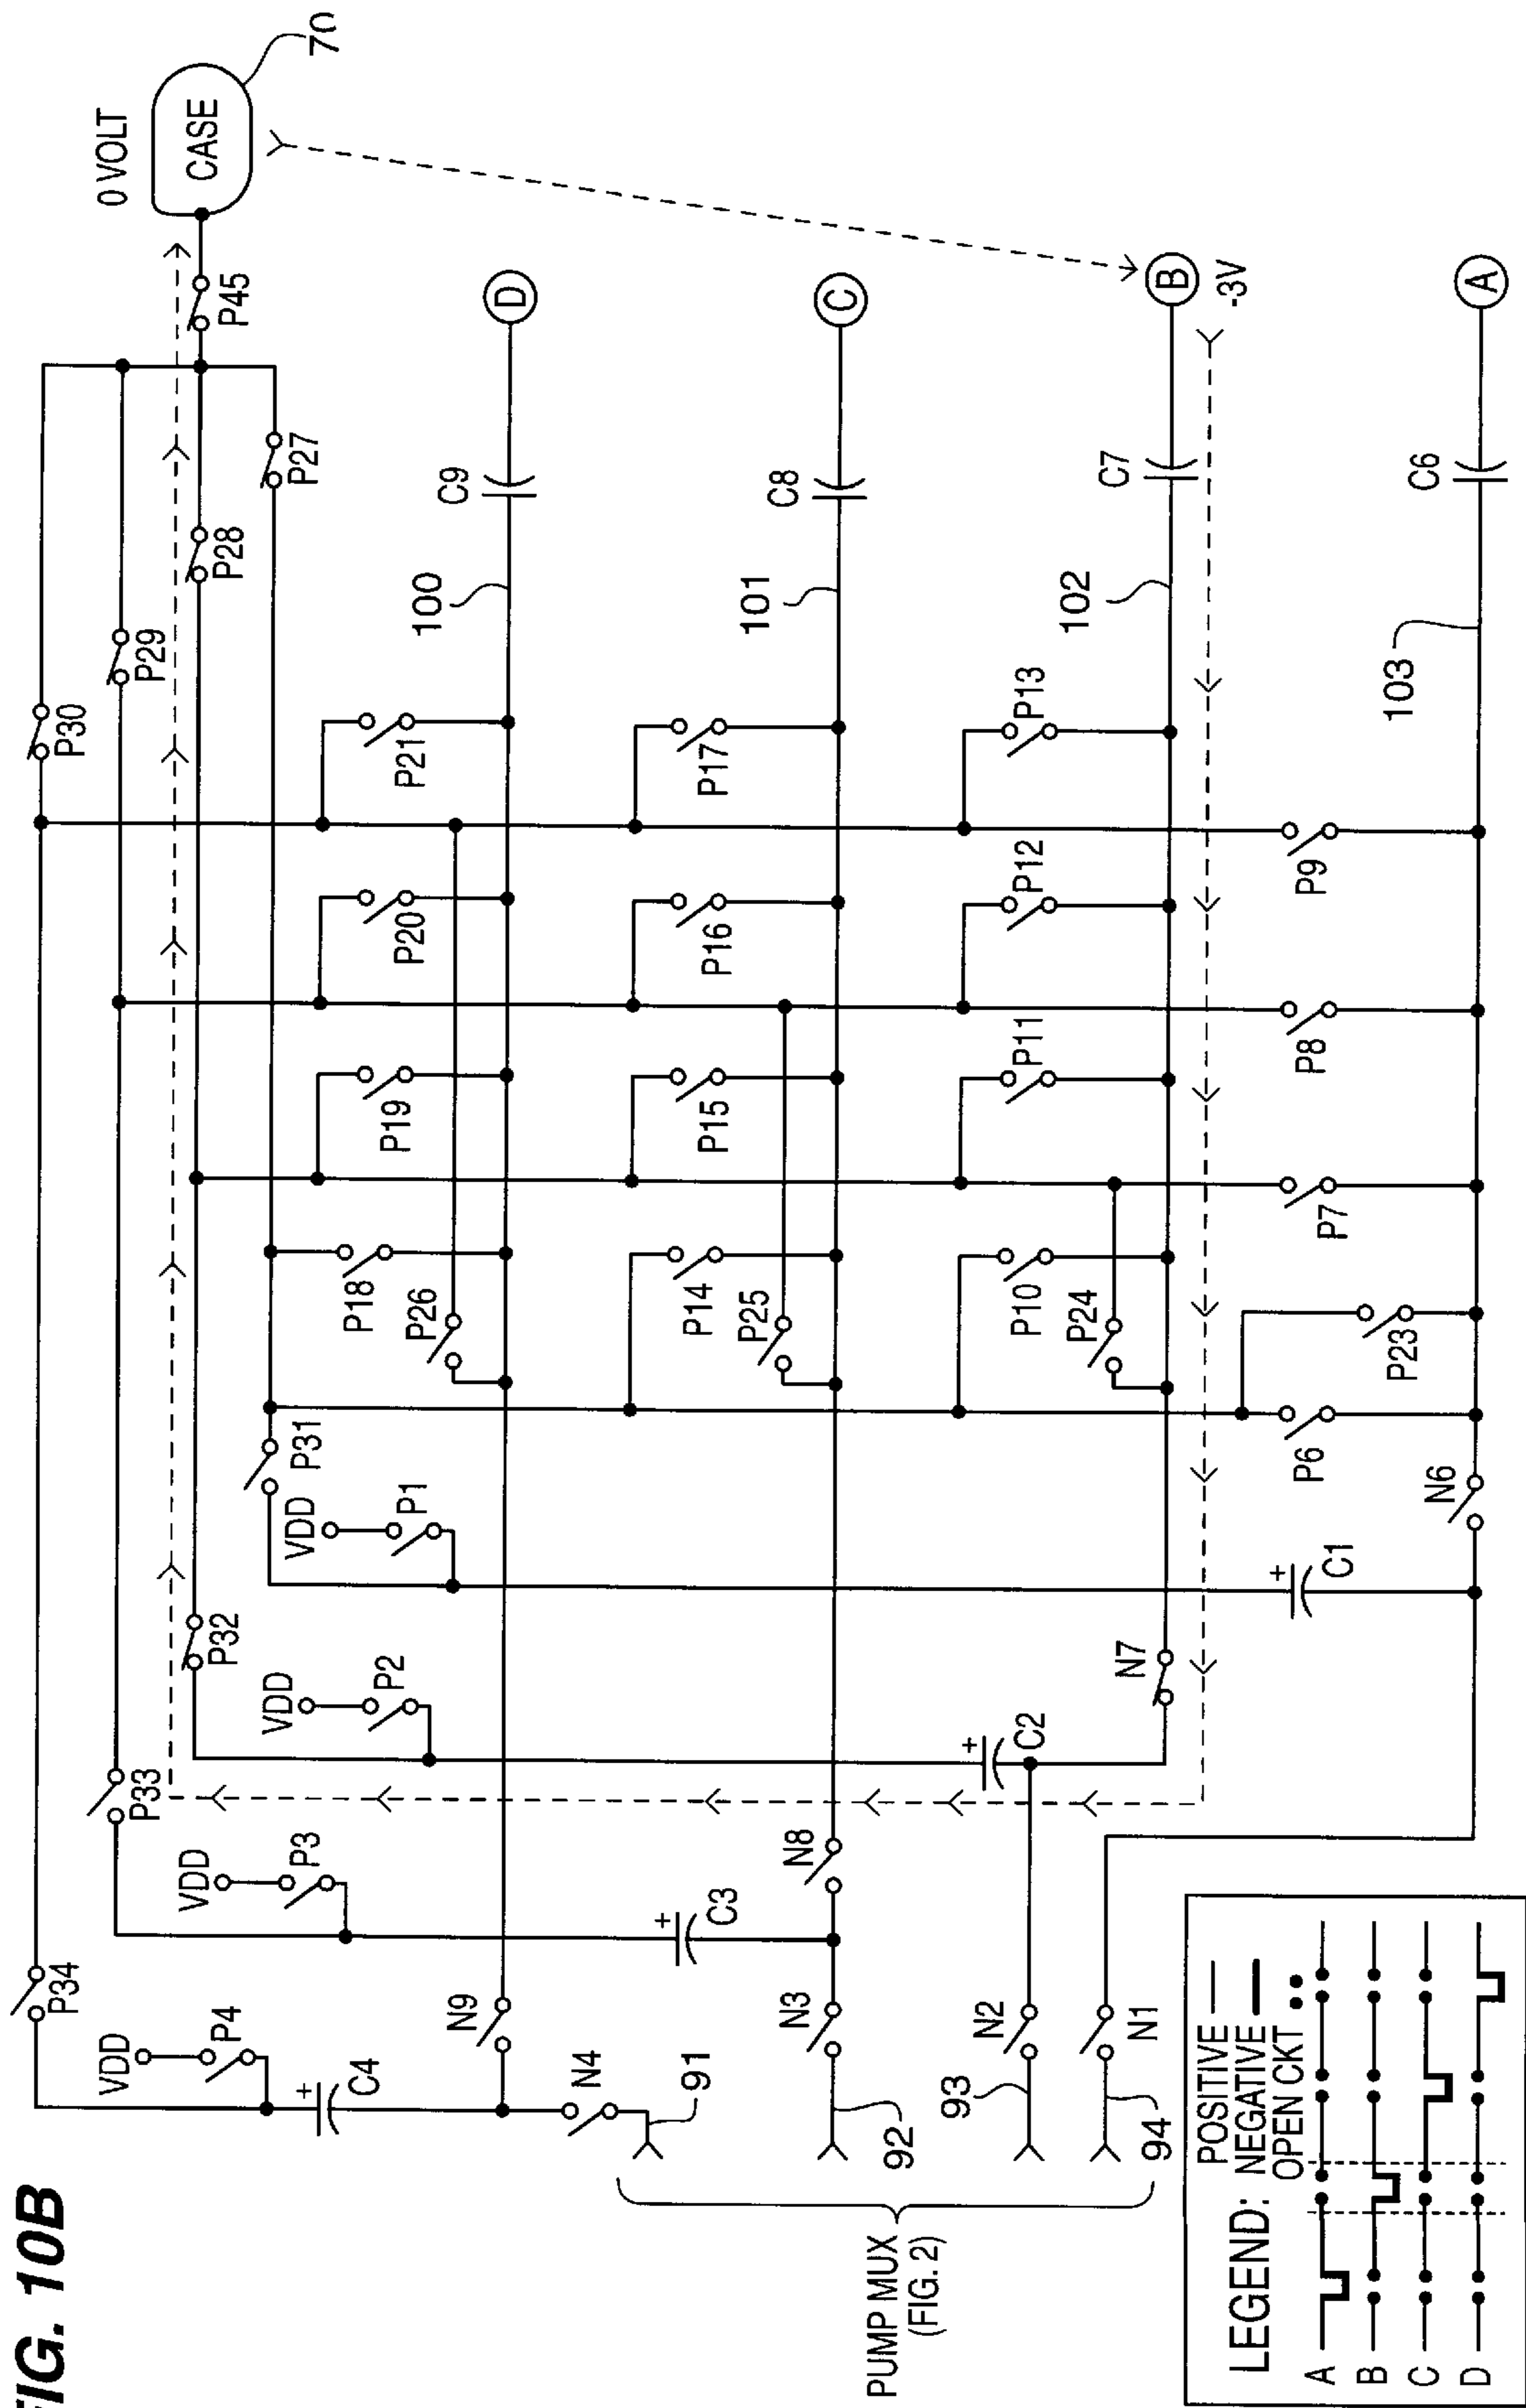 FIG. 10B
0 VOLT
CASE
70
P45
P30
P29
P28
P27
D
C9
100
C
C8
101
B
-3V
C7
102
A
C6
103
P21
P17
P13
P9
P20
P16
P12
P8
P19
P15
P11
P7
P18
P26
P14
P25
P10
P24
P23
P6
P31
VDD
P1
+
C1
N6
P32
VDD
P2
+
C2
N7
P33
VDD
P3
+
C3
N8
P34
VDD
P4
+
C4
N9
N4
91
N3
92
N2
93
N1
94
PUMP MUX
(FIG. 2)
LEGEND:
POSITIVE
NEGATIVE
OPEN CKT
A
B
C
D